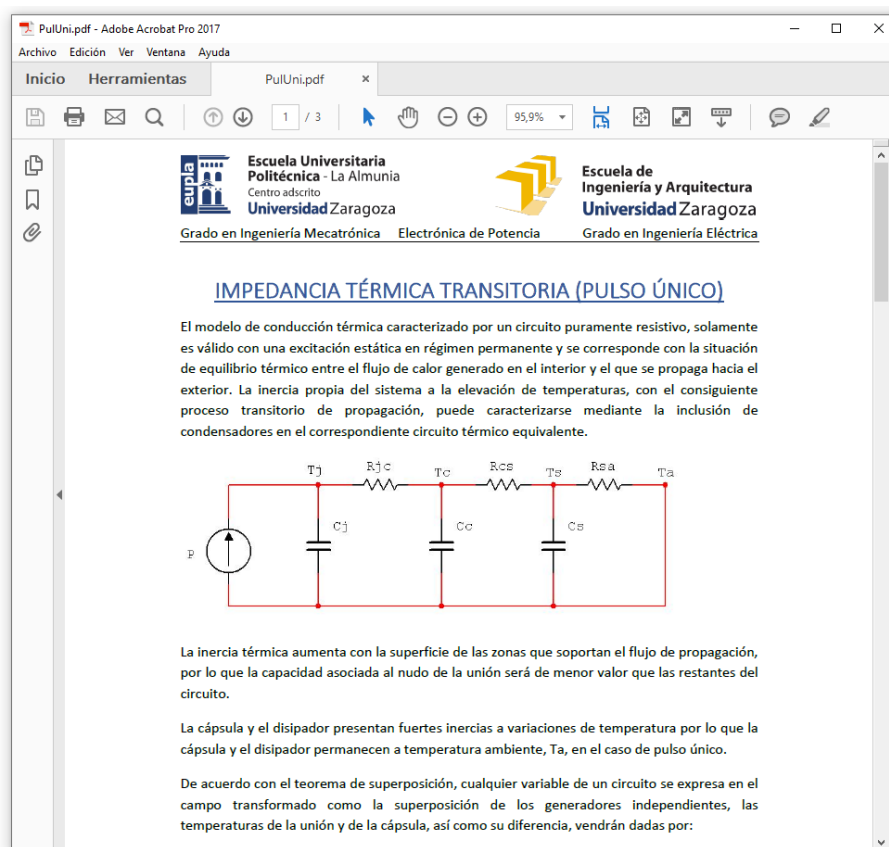 PulUni.pdf - Adobe Acrobat Pro 2017
Archivo Edición Ver Ventana Ayuda
Inicio Herramientas PulUni.pdf ×
1 / 3 95,9%
eupla
Escuela Universitaria
Politécnica - La Almunia
Centro adscrito
Universidad Zaragoza
Escuela de
Ingeniería y Arquitectura
Universidad Zaragoza
Grado en Ingeniería Mecatrónica Electrónica de Potencia Grado en Ingeniería Eléctrica
IMPEDANCIA TÉRMICA TRANSITORIA (PULSO ÚNICO)
El modelo de conducción térmica caracterizado por un circuito puramente resistivo, solamente
es válido con una excitación estática en régimen permanente y se corresponde con la situación
de equilibrio térmico entre el flujo de calor generado en el interior y el que se propaga hacia el
exterior. La inercia propia del sistema a la elevación de temperaturas, con el consiguiente
proceso transitorio de propagación, puede caracterizarse mediante la inclusión de
condensadores en el correspondiente circuito térmico equivalente.
Tj Rjc Tc Rcs Ts Rsa Ta
Cj Cc Cs
P
La inercia térmica aumenta con la superficie de las zonas que soportan el flujo de propagación,
por lo que la capacidad asociada al nudo de la unión será de menor valor que las restantes del
circuito.
La cápsula y el disipador presentan fuertes inercias a variaciones de temperatura por lo que la
cápsula y el disipador permanecen a temperatura ambiente, Ta, en el caso de pulso único.
De acuerdo con el teorema de superposición, cualquier variable de un circuito se expresa en el
campo transformado como la superposición de los generadores independientes, las
temperaturas de la unión y de la cápsula, así como su diferencia, vendrán dadas por: